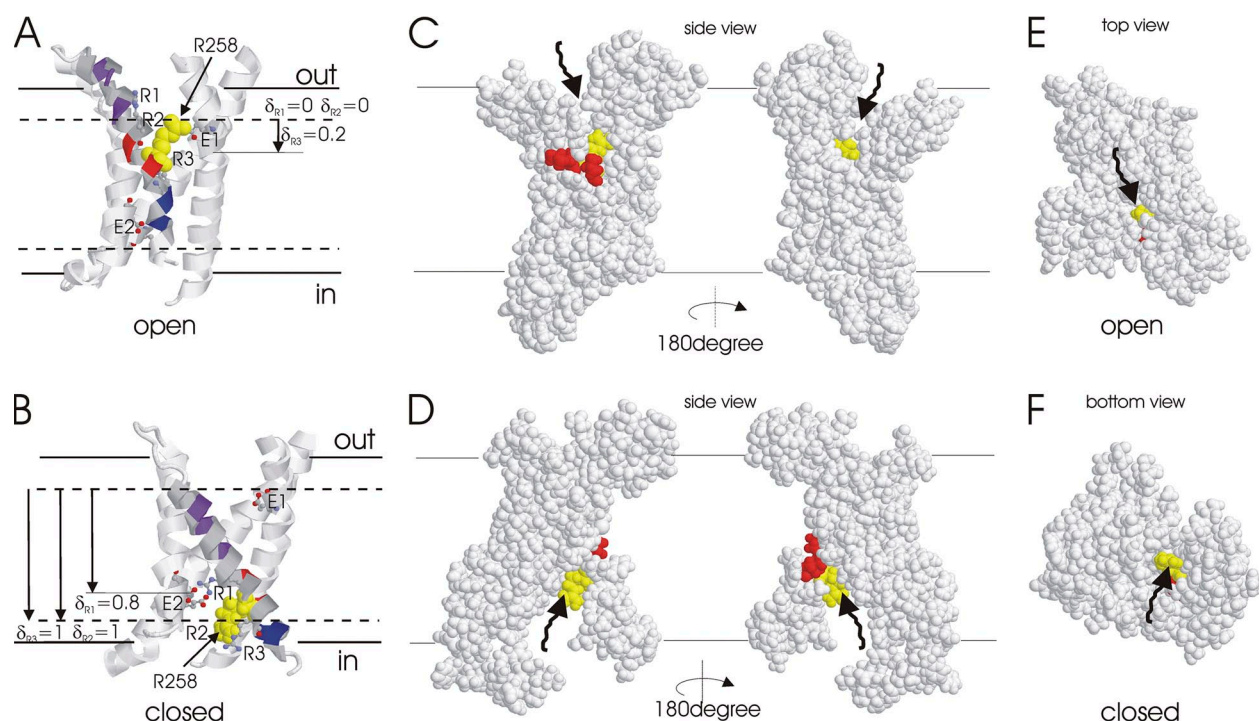 A
R258
out
R1
δR1=0 δR2=0
R2
E1
δR3=0.2
R3
E2
in
open
C
side view
180degree
E
top view
open
B
out
E1
R1
E2
δR1=0.8
δR3=1 δR2=1
R2
R3
in
R258
closed
D
side view
180degree
F
bottom view
closed